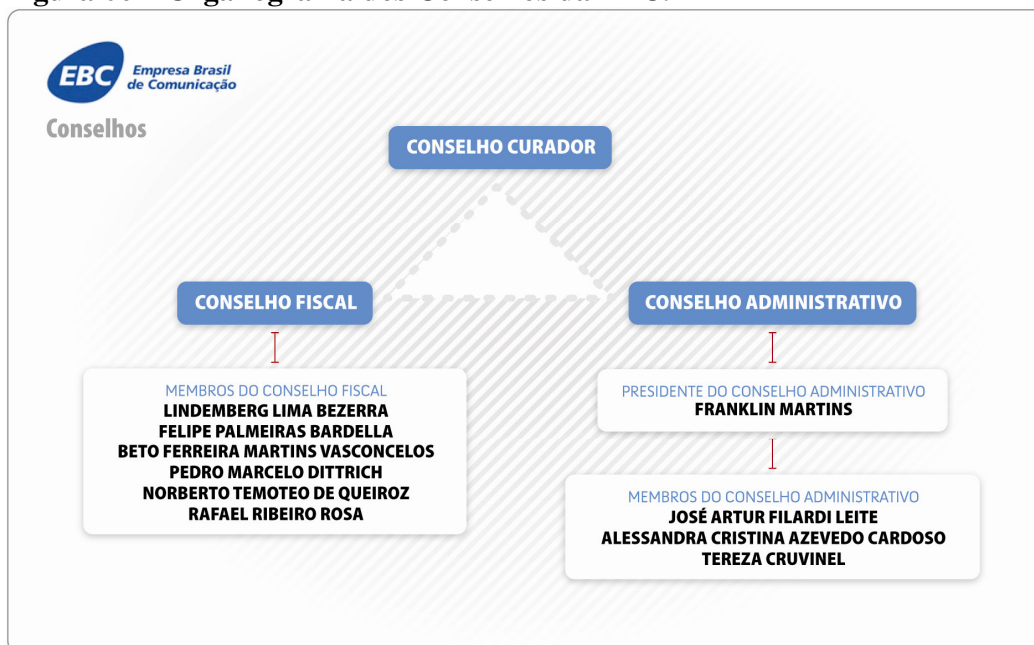 EBC Empresa Brasil
de Comunicação
Conselhos
CONSELHO CURADOR
CONSELHO FISCAL
CONSELHO ADMINISTRATIVO
MEMBROS DO CONSELHO FISCAL
LINDEMBERG LIMA BEZERRA
FELIPE PALMEIRAS BARDELLA
BETO FERREIRA MARTINS VASCONCELOS
PEDRO MARCELO DITTRICH
NORBERTO TEMOTEO DE QUEIROZ
RAFAEL RIBEIRO ROSA
PRESIDENTE DO CONSELHO ADMINISTRATIVO
FRANKLIN MARTINS
MEMBROS DO CONSELHO ADMINISTRATIVO
JOSÉ ARTUR FILARDI LEITE
ALESSANDRA CRISTINA AZEVEDO CARDOSO
TEREZA CRUVINEL